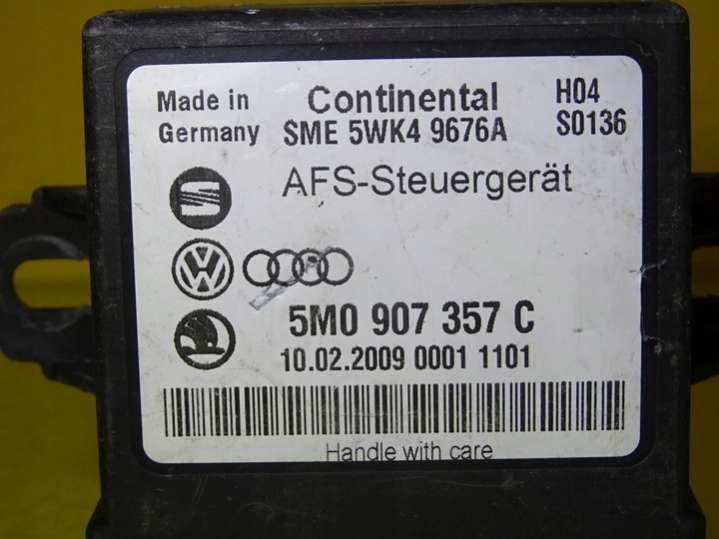 Made in Continental H04
Germany SME 5WK4 9676A S0136
AFS-Steuergerät
5M0 907 357 C
10.02.2009 0001 1101
Handle with care